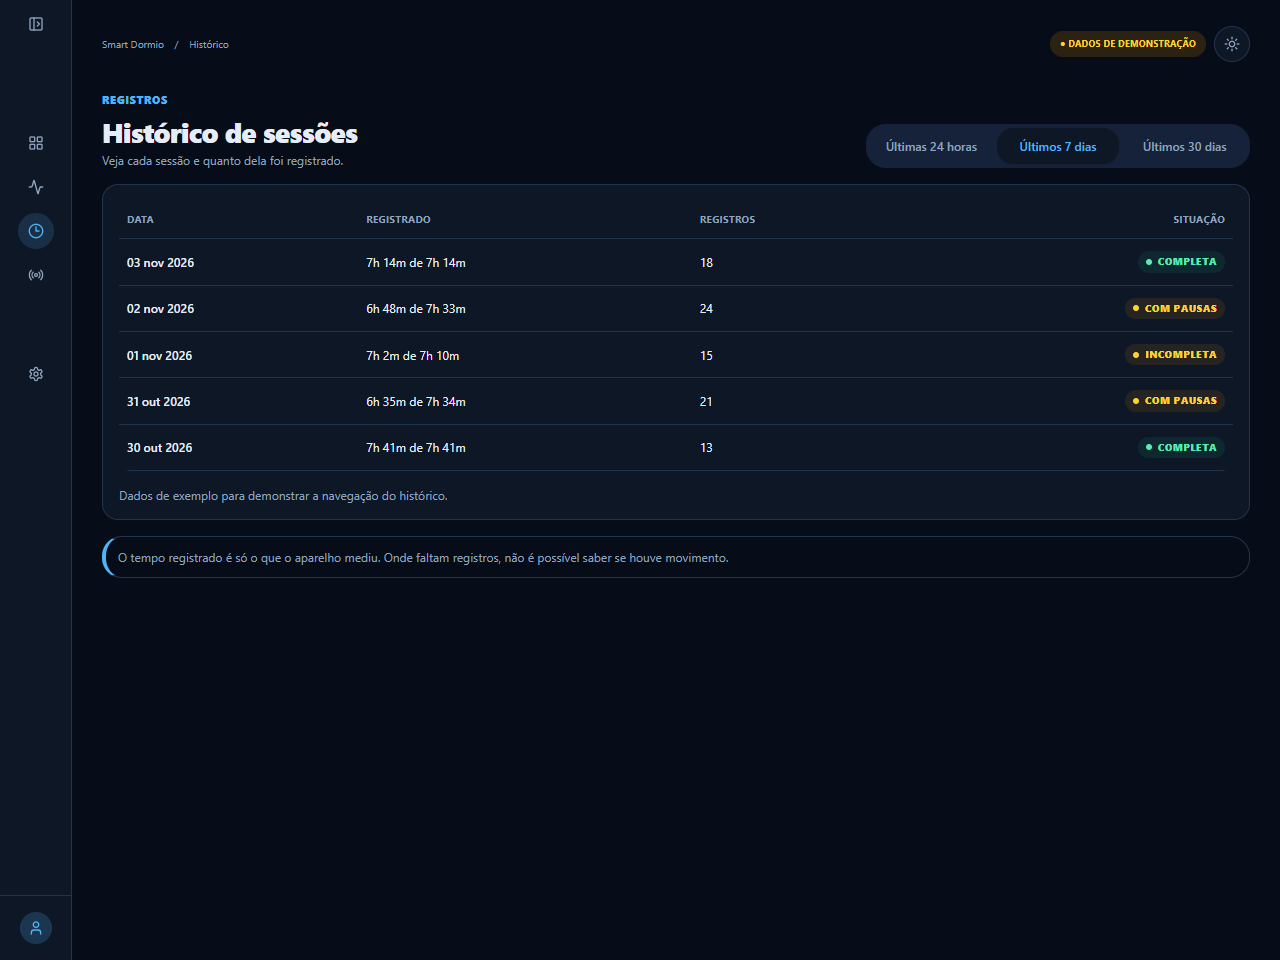 Smart Dormio / Histórico
• DADOS DE DEMONSTRAÇÃO
REGISTROS
Histórico de sessões
Veja cada sessão e quanto dela foi registrado.
Últimas 24 horas Últimos 7 dias Últimos 30 dias
DATA REGISTRADO REGISTROS SITUAÇÃO
03 nov 2026 7h 14m de 7h 14m 18 • COMPLETA
02 nov 2026 6h 48m de 7h 33m 24 • COM PAUSAS
01 nov 2026 7h 2m de 7h 10m 15 • INCOMPLETA
31 out 2026 6h 35m de 7h 34m 21 • COM PAUSAS
30 out 2026 7h 41m de 7h 41m 13 • COMPLETA
Dados de exemplo para demonstrar a navegação do histórico.
O tempo registrado é só o que o aparelho mediu. Onde faltam registros, não é possível saber se houve movimento.